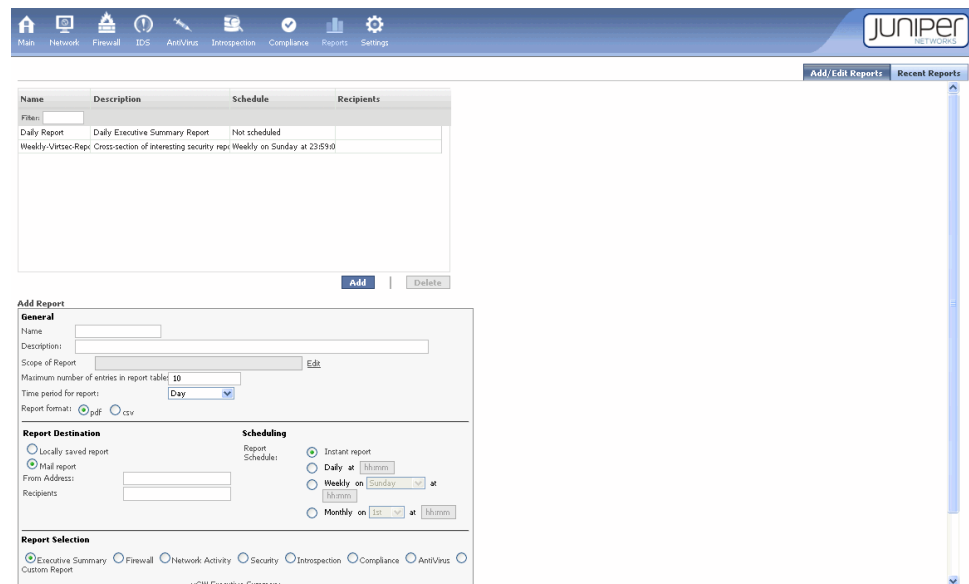 Main Network Firewall IDS AntiVirus Introspection Compliance Reports Settings
JUNIPER
NETWORKS
Add/Edit Reports Recent Reports
Name Description Schedule Recipients
Filter:
Daily Report Daily Executive Summary Report Not scheduled
Weekly-Virtsec-Repo Cross-section of interesting security repo Weekly on Sunday at 23:59:0
Add | Delete
Add Report
General
Name
Description:
Scope of Report Edit
Maximum number of entries in report tables 10
Time period for report: Day
Report format: pdf csv
Report Destination Scheduling
Locally saved report Report Schedule: Instant report
Mail report Daily at hh:mm
From Address: Weekly on Sunday at
Recipients hh:mm
Monthly on 1st at hh:mm
Report Selection
Executive Summary Firewall Network Activity Security Introspection Compliance AntiVirus
Custom Report
Executive Summary